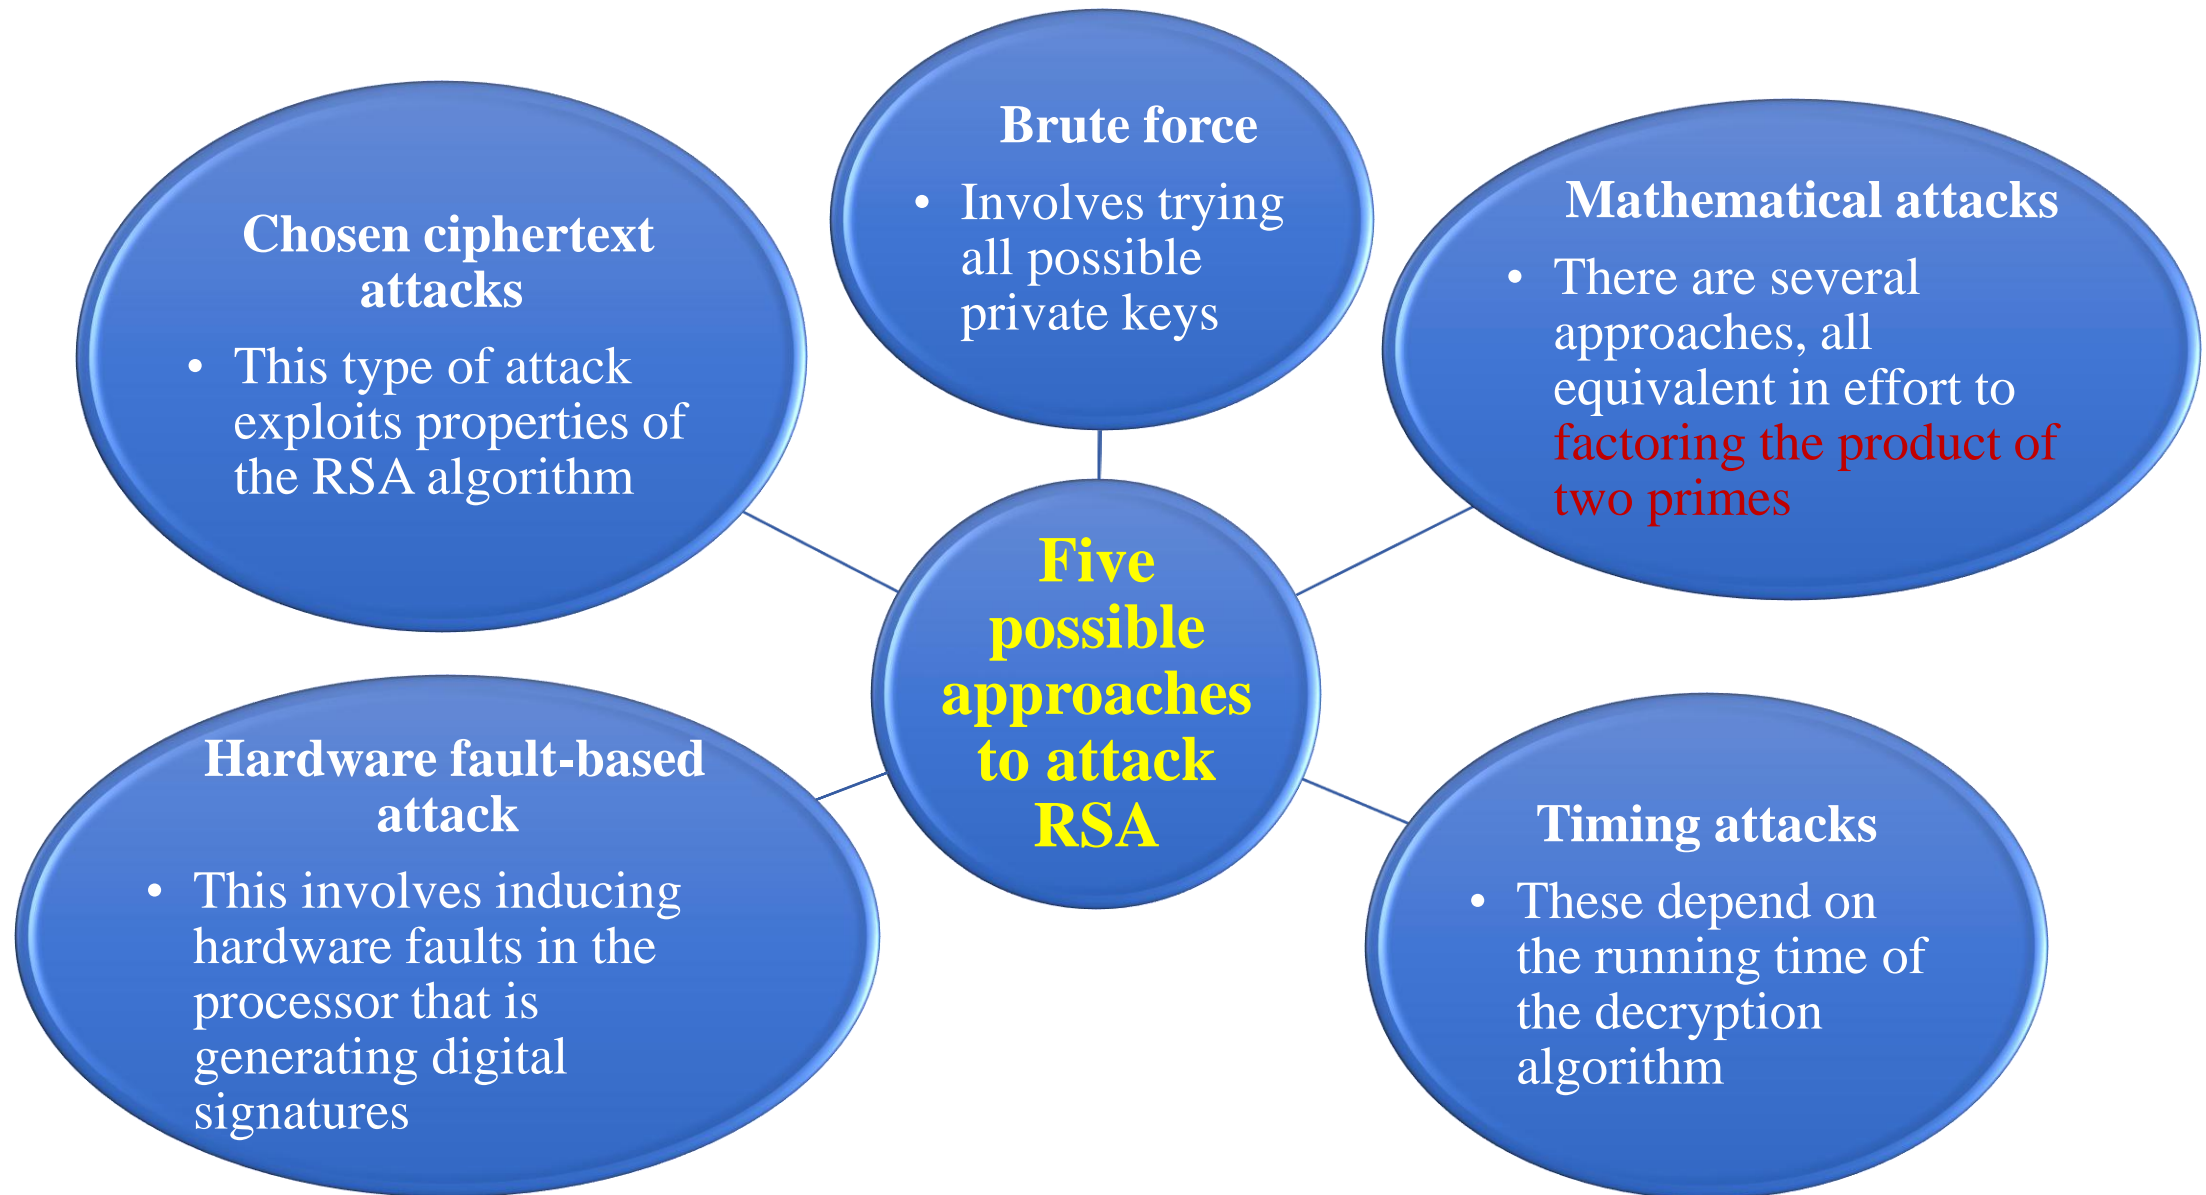 Brute force
• Involves trying
all possible
private keys
Mathematical attacks
• There are several
approaches, all
equivalent in effort to
factoring the product of
two primes
Timing attacks
• These depend on
the running time of
the decryption
algorithm
Hardware fault-based
attack
• This involves inducing
hardware faults in the
processor that is
generating digital
signatures
Chosen ciphertext
attacks
• This type of attack
exploits properties of
the RSA algorithm
Five
possible
approaches
to attack
RSA